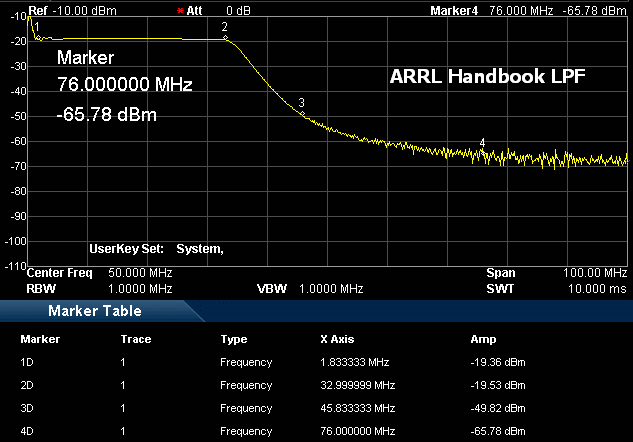 Ref -10.00 dBm * Att 0 dB Marker4 76.000 MHz -65.78 dBm
-10
1 2
-20
Marker
ARRL Handbook LPF
-30
76.000000 MHz
-40
3
-65.78 dBm
-50
4
-60
-70
-80
-90
-100
UserKey Set: System,
-110
Center Freq 50.000 MHz Span 100.00 MHz
RBW 1.0000 MHz VBW 1.0000 MHz SWT 10.000 ms
Marker Table
Marker Trace Type X Axis Amp
1D 1 Frequency 1.833333 MHz -19.36 dBm
2D 1 Frequency 32.999999 MHz -19.53 dBm
3D 1 Frequency 45.833333 MHz -49.82 dBm
4D 1 Frequency 76.000000 MHz -65.78 dBm